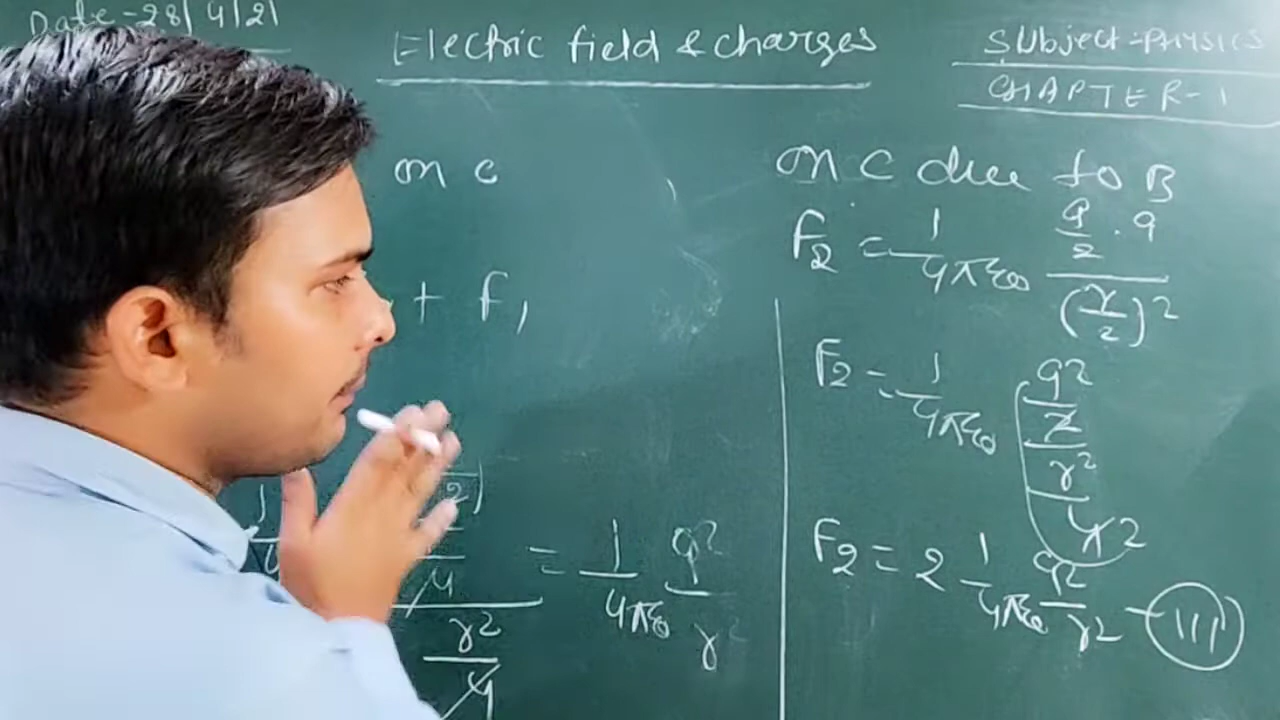 Date-28/4/21
Electric field & charges
Subject-PHYSICS
CHAPTER-1
on c
+ F₁
= 1/4πε₀ q²/r²
on C due to B
F₂ = 1/4πε₀ (q/2 · q)/(r/2)²
F₂ = 1/4πε₀ (q²/2)/(r²/4) 2
F₂ = 2 1/4πε₀ q²/r² — (III)